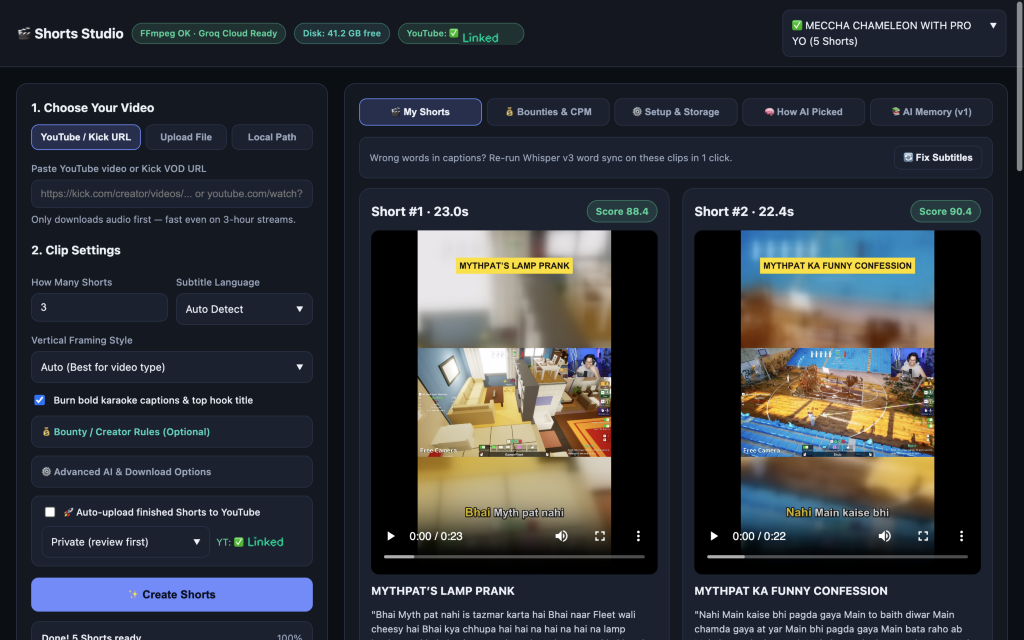 🎬 Shorts Studio
FFmpeg OK · Groq Cloud Ready
Disk: 41.2 GB free
YouTube: ✅ Linked
✅ MECCHA CHAMELEON WITH PRO
YO (5 Shorts)
1. Choose Your Video
YouTube / Kick URL
Upload File
Local Path
Paste YouTube video or Kick VOD URL
https://kick.com/creator/videos/... or youtube.com/watch?
Only downloads audio first — fast even on 3-hour streams.
2. Clip Settings
How Many Shorts
Subtitle Language
3
Auto Detect
Vertical Framing Style
Auto (Best for video type)
Burn bold karaoke captions & top hook title
💰 Bounty / Creator Rules (Optional)
⚙️ Advanced AI & Download Options
🚀 Auto-upload finished Shorts to YouTube
Private (review first)
YT: ✅ Linked
✨ Create Shorts
Done! 5 Shorts ready
100%
🎬 My Shorts
💰 Bounties & CPM
⚙️ Setup & Storage
🧠 How AI Picked
📚 AI Memory (v1)
Wrong words in captions? Re-run Whisper v3 word sync on these clips in 1 click.
🔄 Fix Subtitles
Short #1 · 23.0s
Score 88.4
MYTHPAT'S LAMP PRANK
Free Camera
Bhai Myth pat nahi
0:00 / 0:23
MYTHPAT'S LAMP PRANK
"Bhai Myth pat nahi is tazmar karta hai Bhai naar Fleet wali
cheesy hai Bhai kya chhupa hai hai na hai na hai na lamp
Short #2 · 22.4s
Score 90.4
MYTHPAT KA FUNNY CONFESSION
Free Camera
Nahi Main kaise bhi
0:00 / 0:22
MYTHPAT KA FUNNY CONFESSION
"Nahi Main kaise bhi pagda gaya Main to baith diwar Main
chamda gaya at yar Main bhi pagda gaya Main bata raho ab